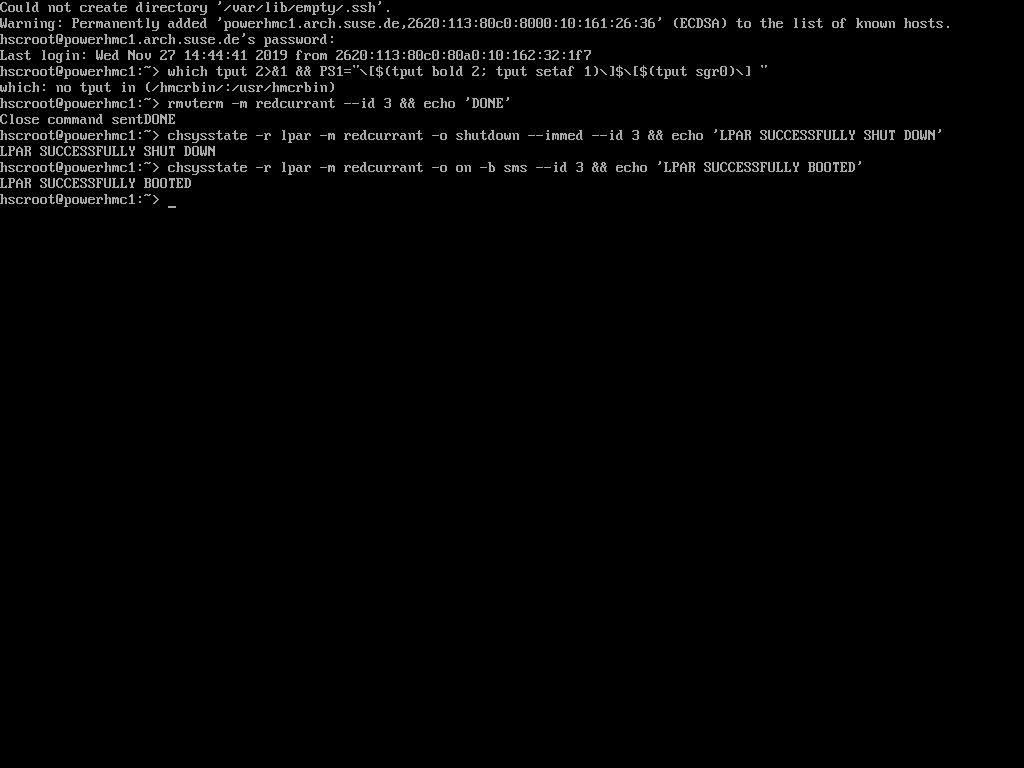 Could not create directory '/var/lib/empty/.ssh'.
Warning: Permanently added 'powerhmc1.arch.suse.de,2620:113:80c0:8000:10:161:26:36' (ECDSA) to the list of known hosts.
hscroot@powerhmc1.arch.suse.de's password:
Last login: Wed Nov 27 14:44:41 2019 from 2620:113:80c0:80a0:10:162:32:1f7
hscroot@powerhmc1:~> which tput 2>&1 && PS1="\[$(tput bold 2; tput setaf 1)\]$\[$(tput sgr0)\] "
which: no tput in (/hmcrbin/:/usr/hmcrbin)
hscroot@powerhmc1:~> rmvterm -m redcurrant --id 3 && echo 'DONE'
Close command sentDONE
hscroot@powerhmc1:~> chsysstate -r lpar -m redcurrant -o shutdown --immed --id 3 && echo 'LPAR SUCCESSFULLY SHUT DOWN'
LPAR SUCCESSFULLY SHUT DOWN
hscroot@powerhmc1:~> chsysstate -r lpar -m redcurrant -o on -b sms --id 3 && echo 'LPAR SUCCESSFULLY BOOTED'
LPAR SUCCESSFULLY BOOTED
hscroot@powerhmc1:~> _